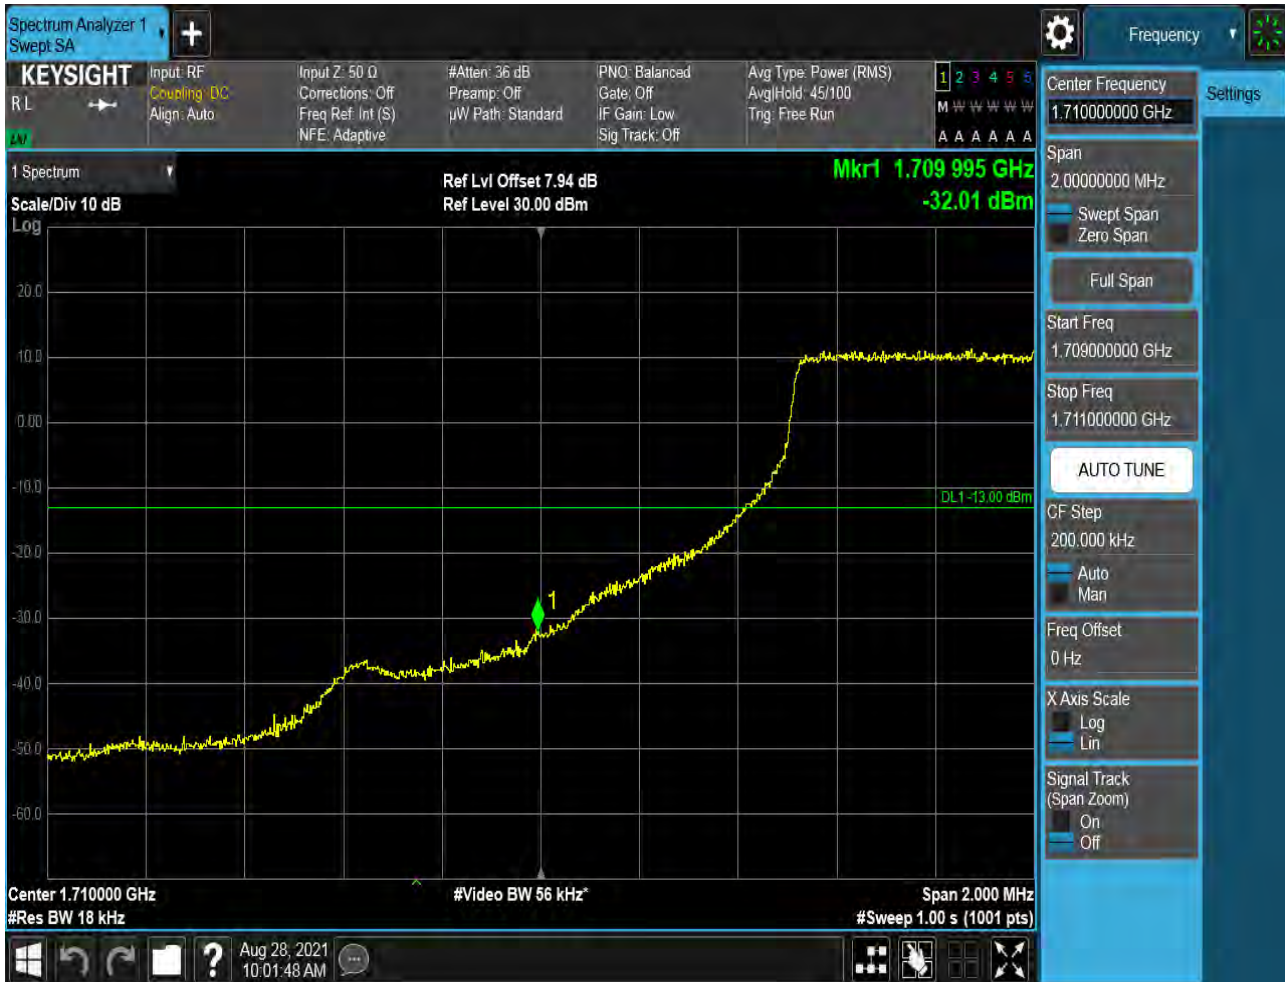 Spectrum Analyzer 1
Swept SA
Frequency
KEYSIGHT
R L
LNI
Input: RF
Coupling: DC
Align: Auto
Input Z: 50 Ω
Corrections: Off
Freq Ref: Int (S)
NFE: Adaptive
#Atten: 36 dB
Preamp: Off
µW Path: Standard
PNO: Balanced
Gate: Off
IF Gain: Low
Sig Track: Off
Avg Type: Power (RMS)
Avg|Hold: 45/100
Trig: Free Run
1 2 3 4 5 6
M W W W W W
A A A A A A
1 Spectrum
Scale/Div 10 dB
Log
Ref Lvl Offset 7.94 dB
Ref Level 30.00 dBm
Mkr1 1.709 995 GHz
-32.01 dBm
20.0
10.0
0.00
-10.0
-20.0
-30.0
-40.0
-50.0
-60.0
DL1 -13.00 dBm
1
Center 1.710000 GHz
#Res BW 18 kHz
#Video BW 56 kHz*
Span 2.000 MHz
#Sweep 1.00 s (1001 pts)
Center Frequency
1.710000000 GHz
Settings
Span
2.00000000 MHz
Swept Span
Zero Span
Full Span
Start Freq
1.709000000 GHz
Stop Freq
1.711000000 GHz
AUTO TUNE
CF Step
200.000 kHz
Auto
Man
Freq Offset
0 Hz
X Axis Scale
Log
Lin
Signal Track
(Span Zoom)
On
Off
?
Aug 28, 2021
10:01:48 AM